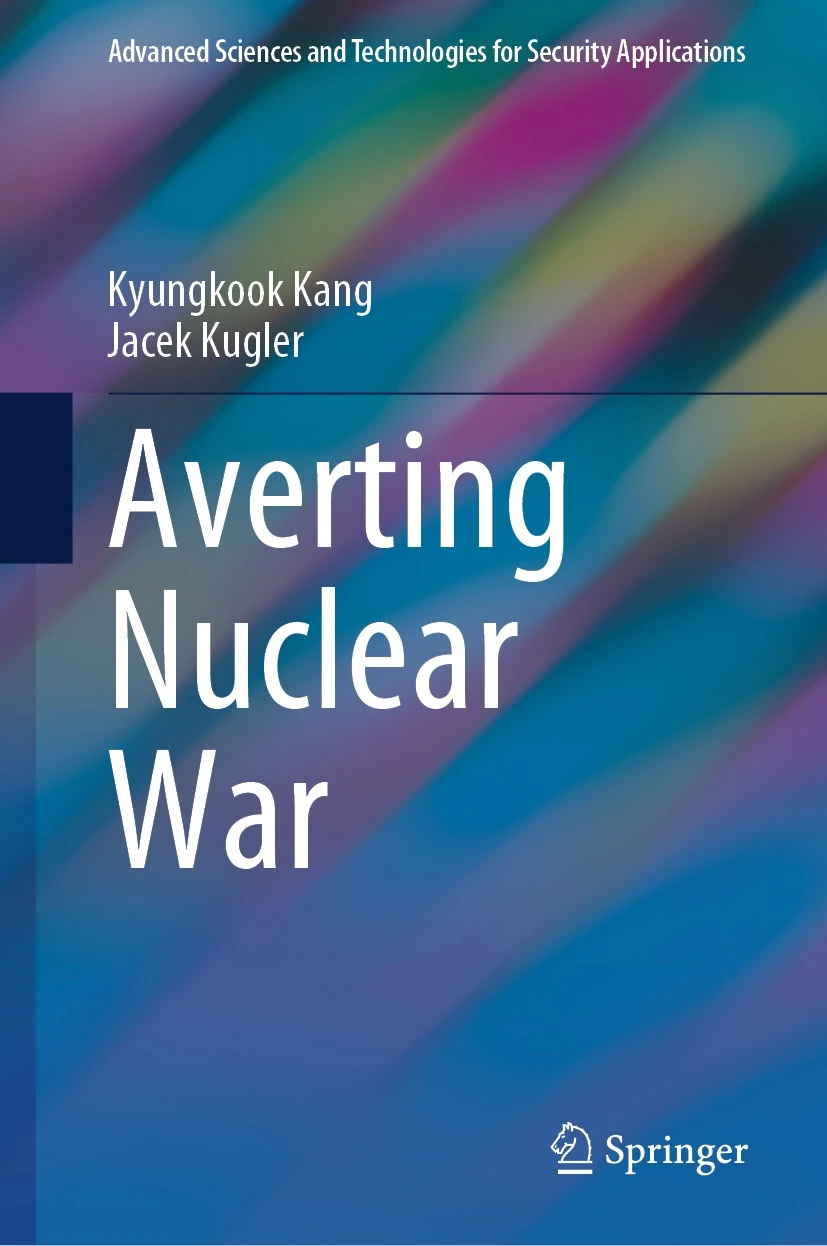 Advanced Sciences and Technologies for Security Applications
Kyungkook Kang
Jacek Kugler
Averting
Nuclear
War
Springer